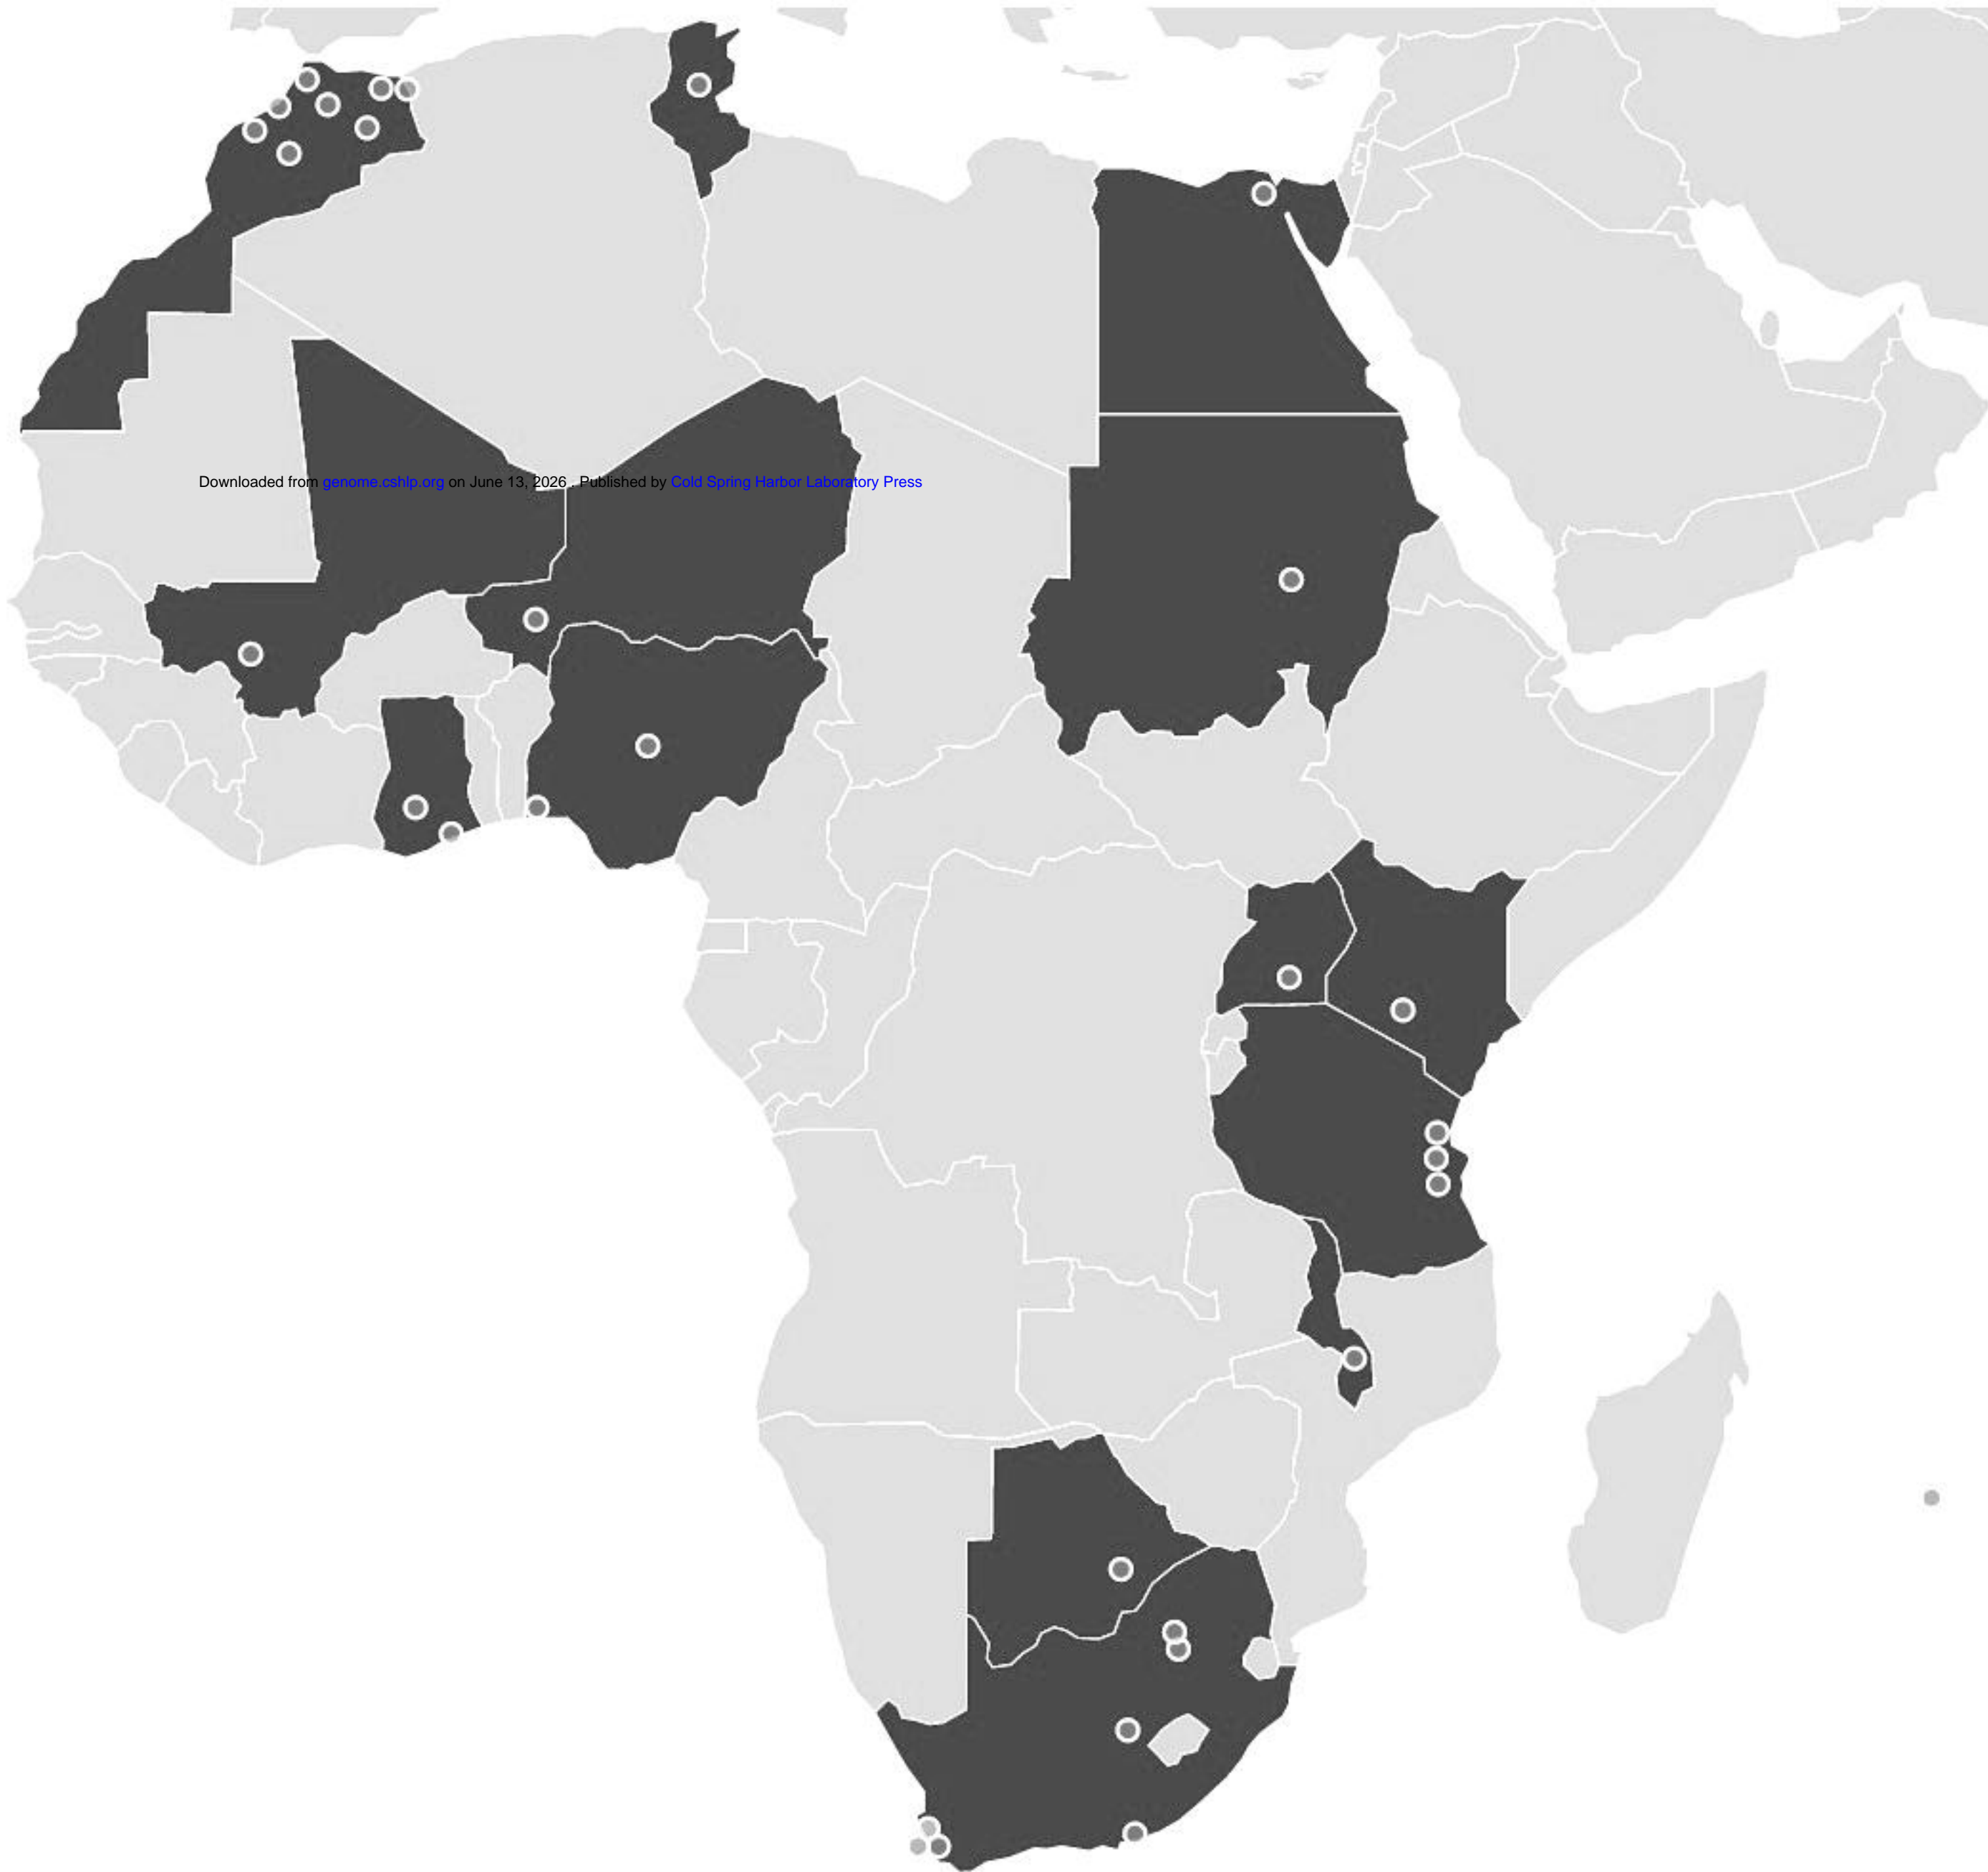 Downloaded from genome.cshlp.org on June 13, 2026 . Published by Cold Spring Harbor Laboratory Press